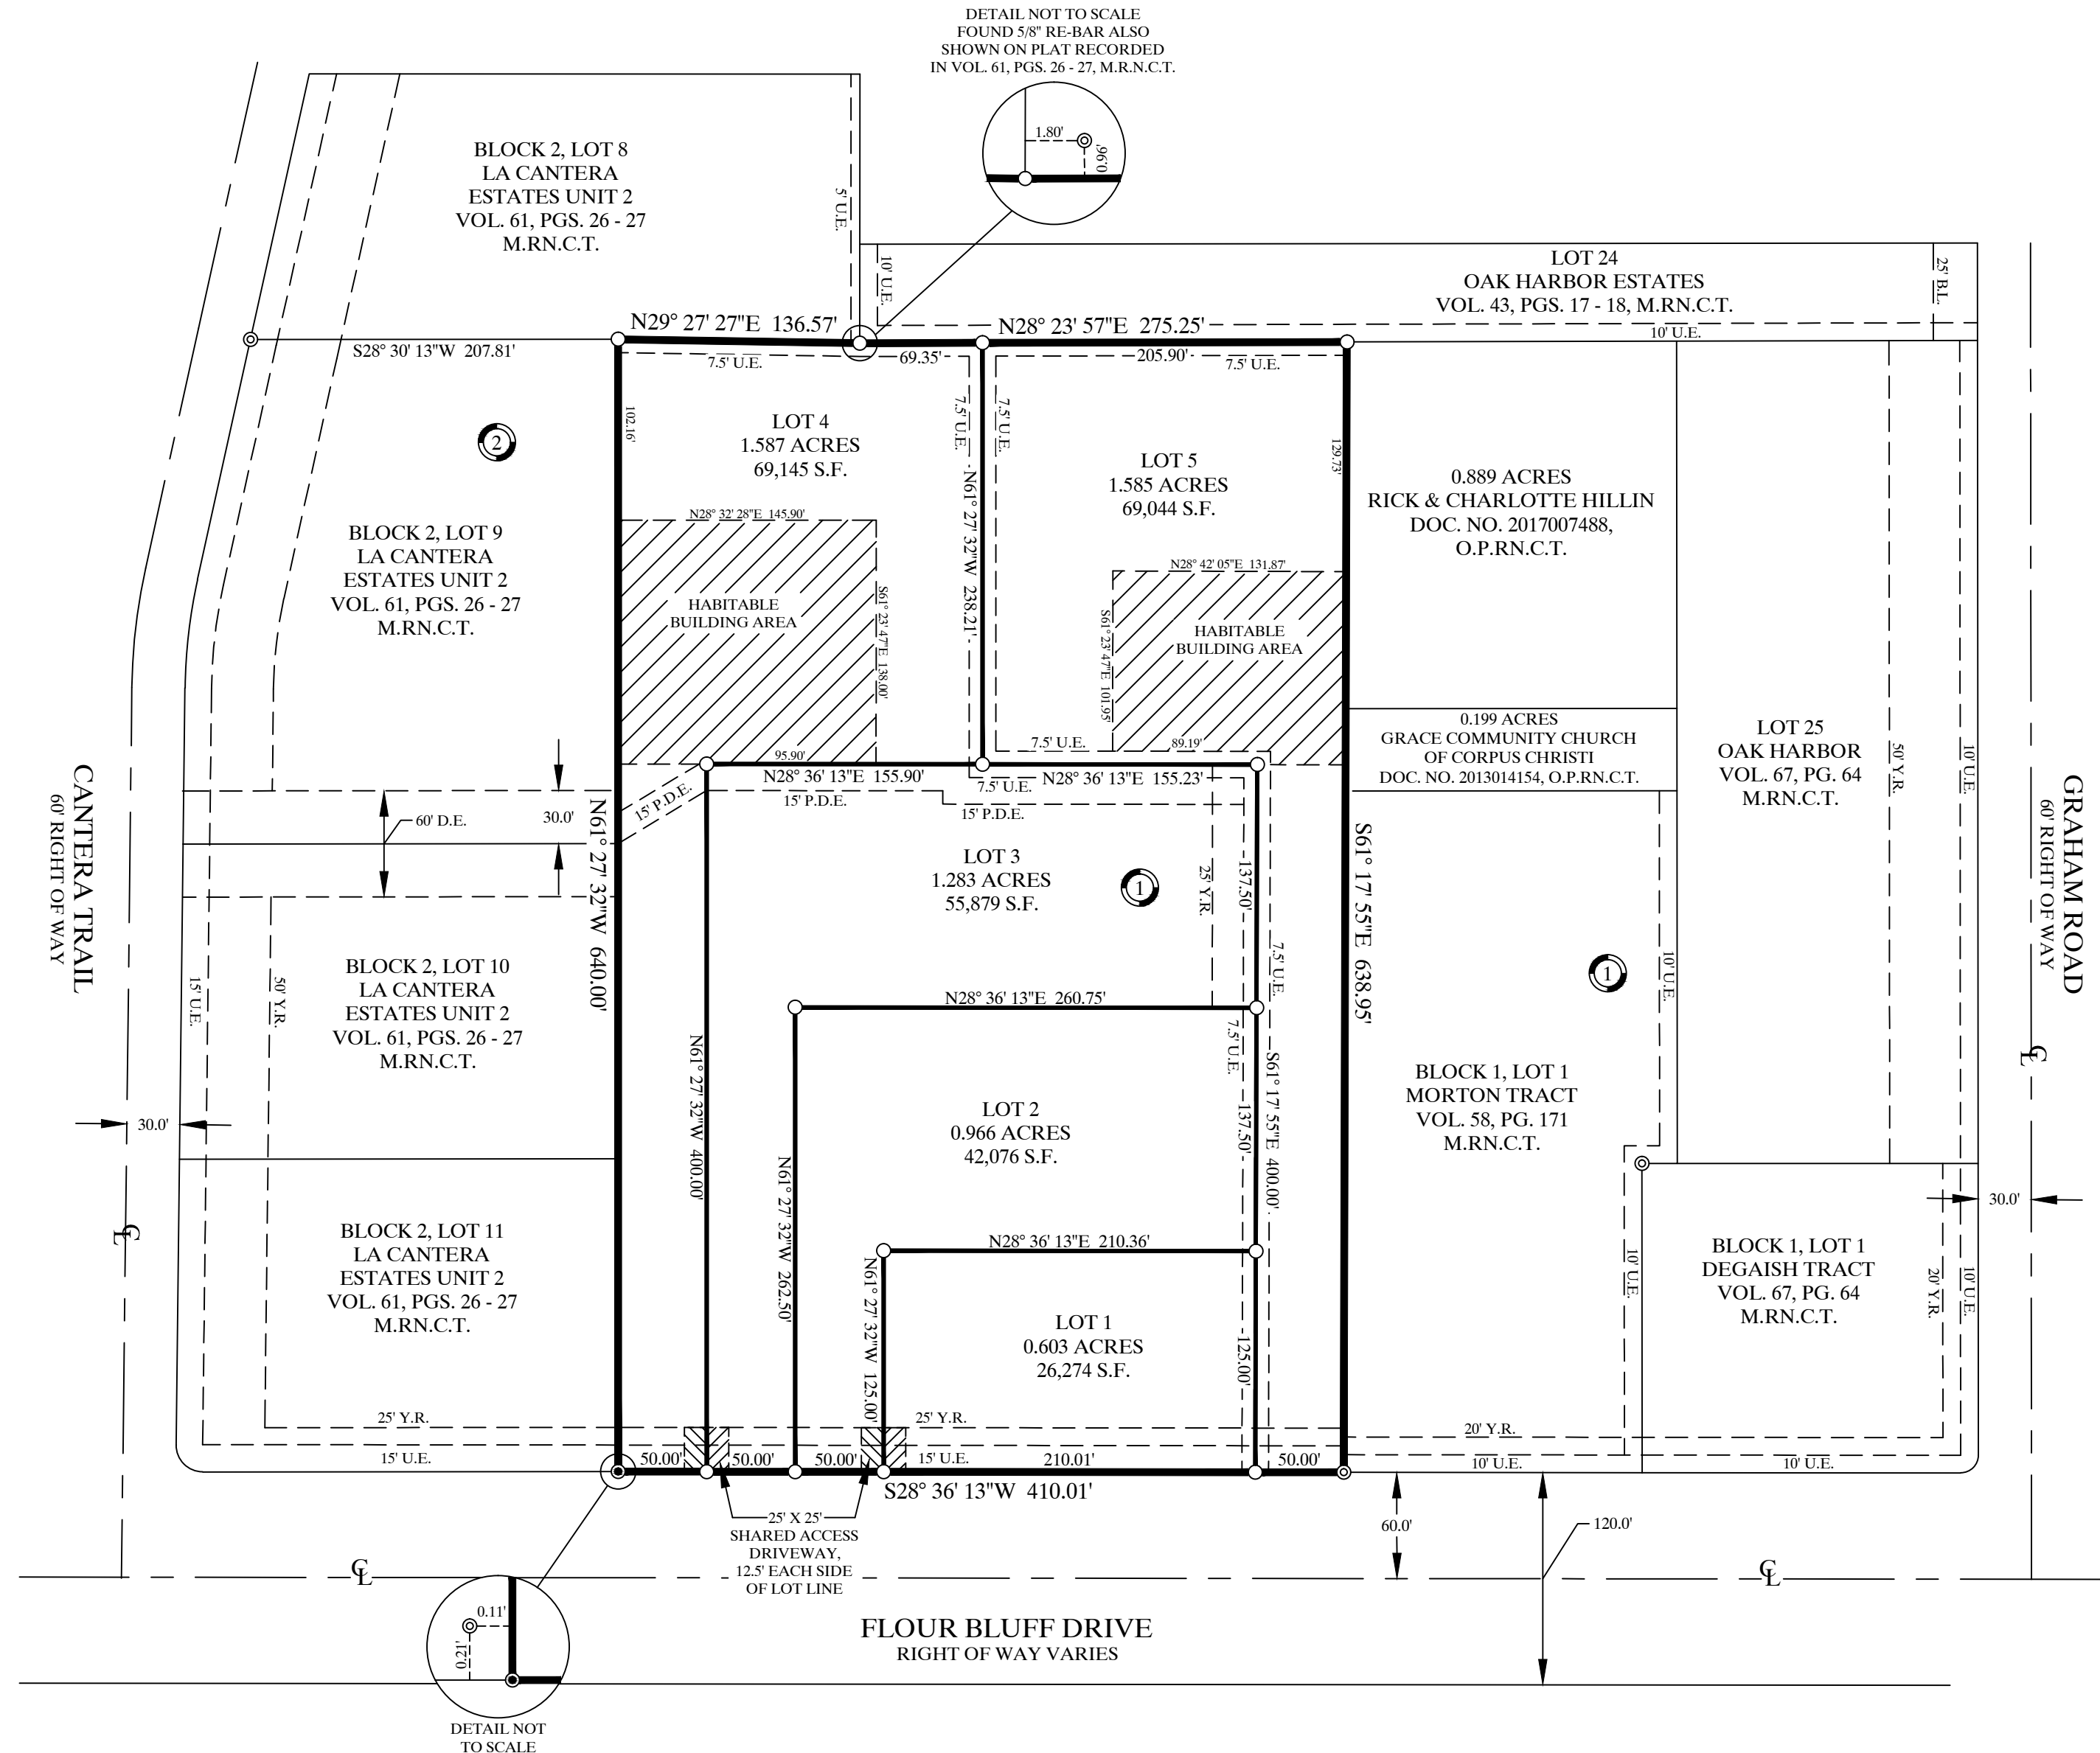 DETAIL NOT TO SCALE
FOUND 5/8" RE-BAR ALSO
SHOWN ON PLAT RECORDED
IN VOL. 61, PGS. 26 - 27, M.R.N.C.T.
1.80'
0.96'
BLOCK 2, LOT 8
LA CANTERA
ESTATES UNIT 2
VOL. 61, PGS. 26 - 27
M.RN.C.T.
5' U.E.
10' U.E.
LOT 24
OAK HARBOR ESTATES
VOL. 43, PGS. 17 - 18, M.RN.C.T.
25' B.L.
10' U.E.
N29° 27' 27"E 136.57'
N28° 23' 57"E 275.25'
S28° 30' 13"W 207.81'
7.5' U.E.
69.35'
205.90'
7.5' U.E.
102.16'
7.5' U.E.
7.5' U.E.
129.73'
2
LOT 4
1.587 ACRES
69,145 S.F.
LOT 5
1.585 ACRES
69,044 S.F.
0.889 ACRES
RICK & CHARLOTTE HILLIN
DOC. NO. 2017007488,
O.P.RN.C.T.
BLOCK 2, LOT 9
LA CANTERA
ESTATES UNIT 2
VOL. 61, PGS. 26 - 27
M.RN.C.T.
N28° 32' 28"E 145.90'
HABITABLE
BUILDING AREA
S61° 23' 47"E 138.00'
N61° 27' 32"W 238.21'
N28° 42' 05"E 131.87'
S61° 23' 47"E 101.95'
HABITABLE
BUILDING AREA
0.199 ACRES
GRACE COMMUNITY CHURCH
OF CORPUS CHRISTI
DOC. NO. 2013014154, O.P.RN.C.T.
LOT 25
OAK HARBOR
VOL. 67, PG. 64
M.RN.C.T.
50' Y.R.
10' U.E.
95.90'
N28° 36' 13"E 155.90'
7.5' U.E.
89.19'
N28° 36' 13"E 155.23'
7.5' U.E.
15' P.D.E.
15' P.D.E.
15' P.D.E.
60' D.E.
30.0'
CANTERA TRAIL
60' RIGHT OF WAY
GRAHAM ROAD
60' RIGHT OF WAY
N61° 27' 32"W 640.00'
S61° 17' 55"E 638.95'
LOT 3
1.283 ACRES
55,879 S.F.
1
25' Y.R.
137.50'
7.5' U.E.
1
10' U.E.
BLOCK 2, LOT 10
LA CANTERA
ESTATES UNIT 2
VOL. 61, PGS. 26 - 27
M.RN.C.T.
15' U.E.
50' Y.R.
N28° 36' 13"E 260.75'
7.5' U.E.
N61° 27' 32"W 400.00'
S61° 17' 55"E 400.00'
BLOCK 1, LOT 1
MORTON TRACT
VOL. 58, PG. 171
M.RN.C.T.
CL
LOT 2
0.966 ACRES
42,076 S.F.
137.50'
30.0'
N61° 27' 32"W 262.50'
30.0'
CL
BLOCK 2, LOT 11
LA CANTERA
ESTATES UNIT 2
VOL. 61, PGS. 26 - 27
M.RN.C.T.
N28° 36' 13"E 210.36'
N61° 27' 32"W 125.00'
LOT 1
0.603 ACRES
26,274 S.F.
125.00'
10' U.E.
BLOCK 1, LOT 1
DEGAISH TRACT
VOL. 67, PG. 64
M.RN.C.T.
20' Y.R.
10' U.E.
25' Y.R.
25' Y.R.
20' Y.R.
15' U.E.
50.00'
50.00'
50.00'
15' U.E.
210.01'
50.00'
10' U.E.
10' U.E.
S28° 36' 13"W 410.01'
25' X 25'
SHARED ACCESS
DRIVEWAY,
12.5' EACH SIDE
OF LOT LINE
60.0'
120.0'
CL
CL
0.11'
0.21'
FLOUR BLUFF DRIVE
RIGHT OF WAY VARIES
DETAIL NOT
TO SCALE